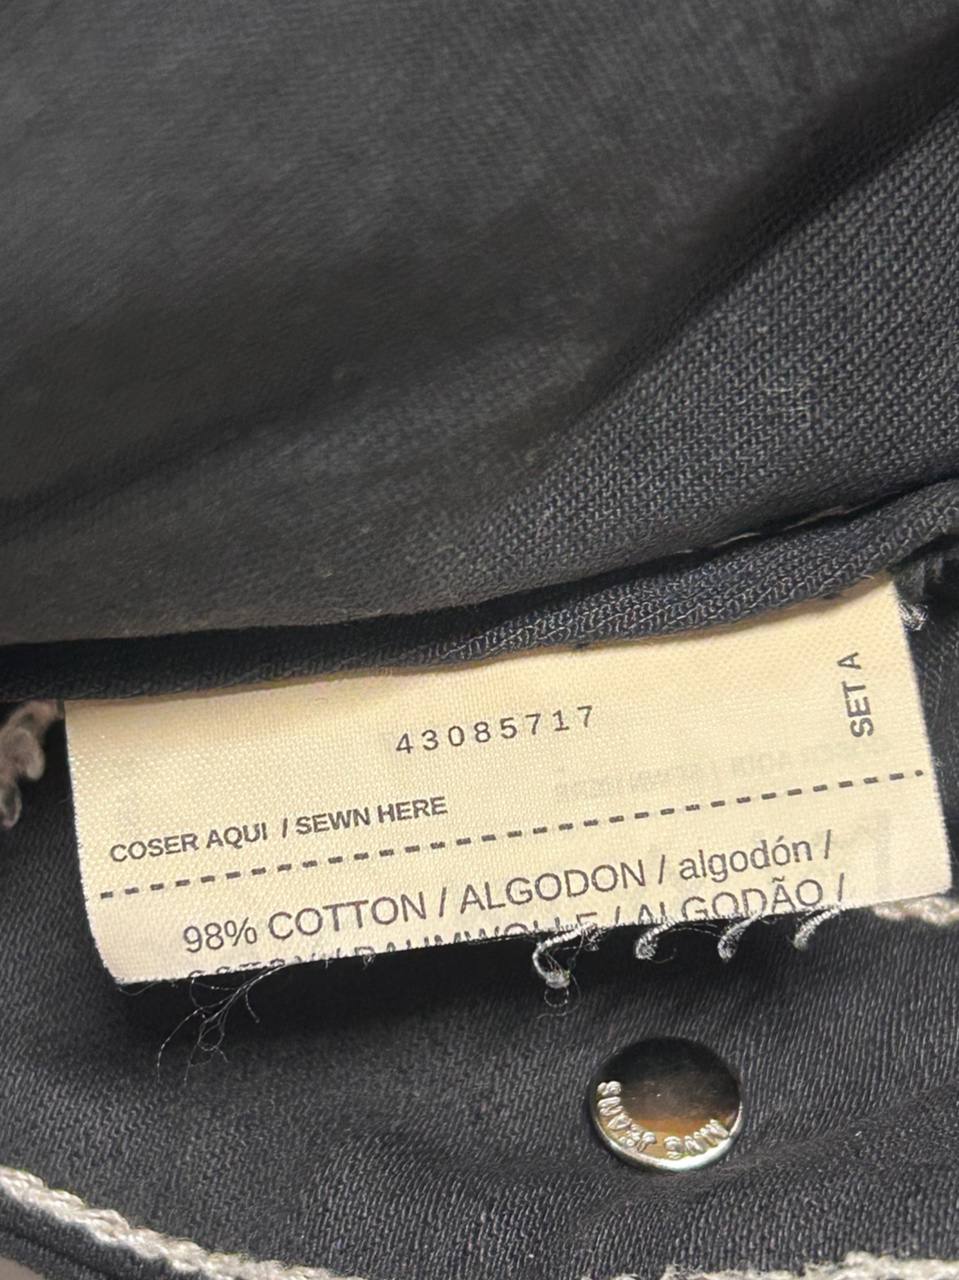 43085717
SET A
COSER AQUI / SEWN HERE
98% COTTON / ALGODON / algodón /
/ BAUMWOLLE / ALGODÃO /
MNG JEANS